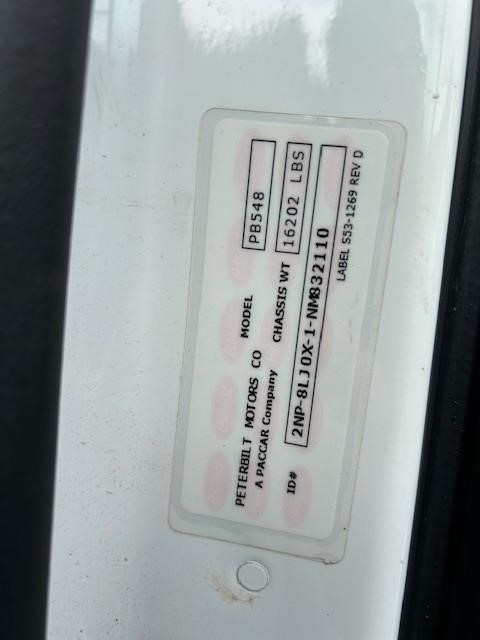 PETERBILT MOTORS CO MODEL PB548
A PACCAR Company CHASSIS WT 16202 LBS
ID# 2NP-8LJ0X-1-NM832110
LABEL S53-1269 REV D